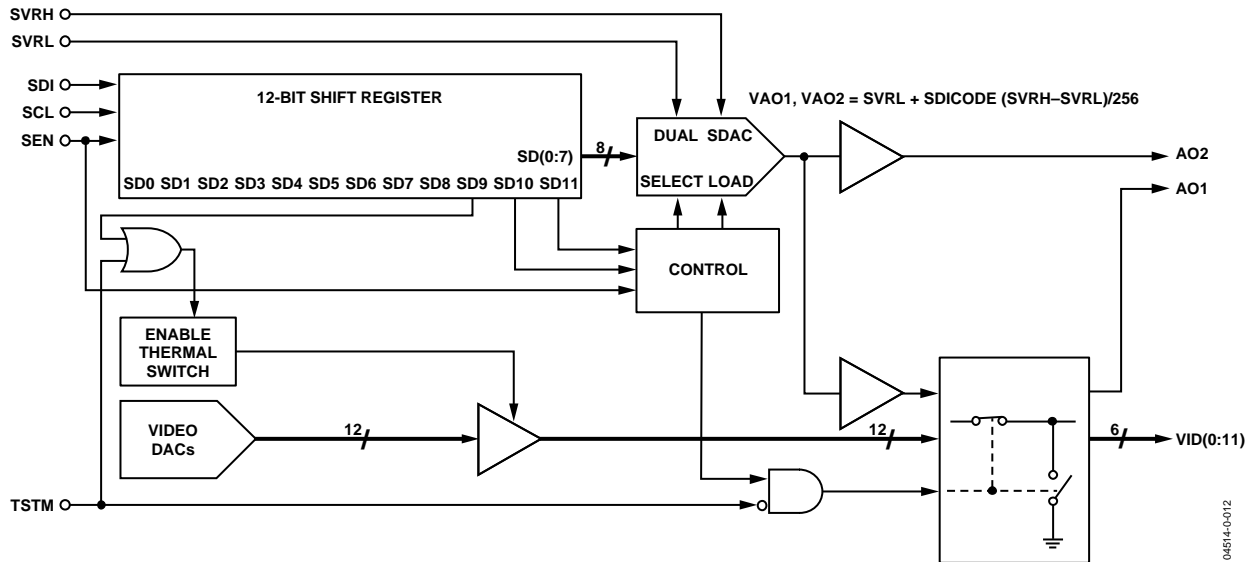 SVRH
SVRL
SDI
SCL
SEN
12-BIT SHIFT REGISTER
SD(0:7)
SD0 SD1 SD2 SD3 SD4 SD5 SD6 SD7 SD8 SD9 SD10 SD11
8
DUAL SDAC
SELECT LOAD
VAO1, VAO2 = SVRL + SDICODE (SVRH–SVRL)/256
AO2
AO1
CONTROL
ENABLE
THERMAL
SWITCH
VIDEO
DACs
12
12
6
VID(0:11)
TSTM
04514-0-012